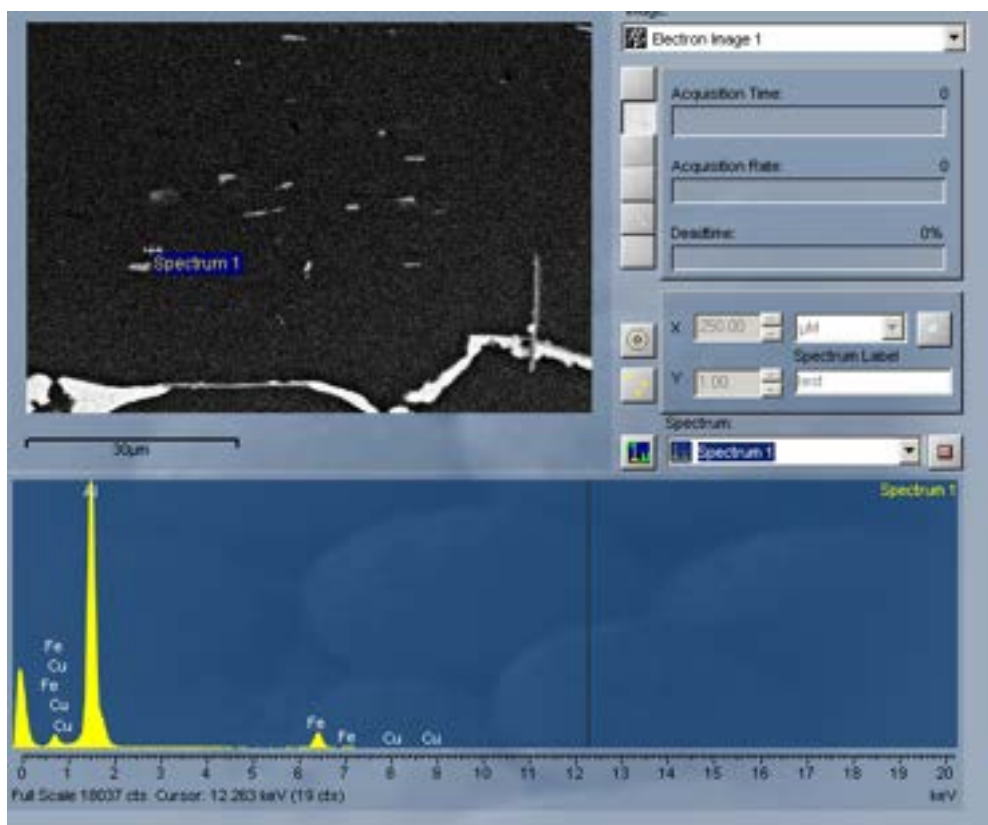 Electron Image 1
Acquisition Time: 0
Acquisition Rate: 0
Deadtime: 0%
Spectrum 1
X 250.00 µM
Spectrum Label
Y 1.00 test
30µm
Spectrum:
Spectrum 1
Spectrum 1
Al
Fe
Cu
Fe
Cu
Cu
Fe
Fe
Cu
Cu
0 1 2 3 4 5 6 7 8 9 10 11 12 13 14 15 16 17 18 19 20
Full Scale 18037 cts Cursor: 12.263 keV (19 cts) keV